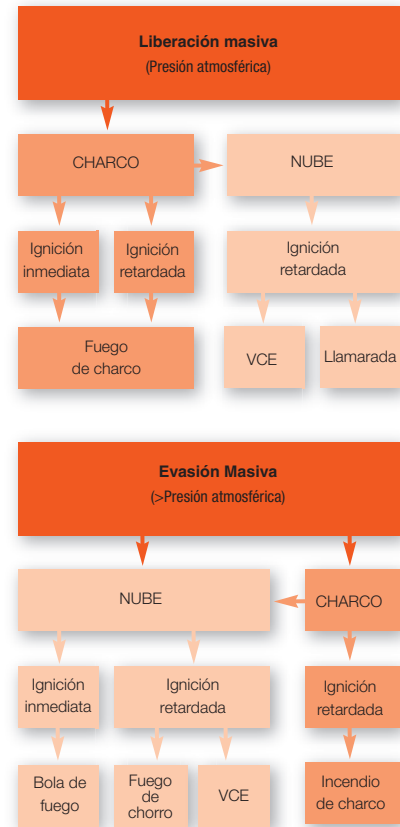 Liberación masiva
(Presión atmosférica)
CHARCO
NUBE
Ignición
inmediata
Ignición
retardada
Ignición
retardada
Fuego
de charco
VCE
Llamarada
Evasión Masiva
(>Presión atmosférica)
NUBE
CHARCO
Ignición
inmediata
Ignición
retardada
Ignición
retardada
Bola de
fuego
Fuego
de
chorro
VCE
Incendio
de charco